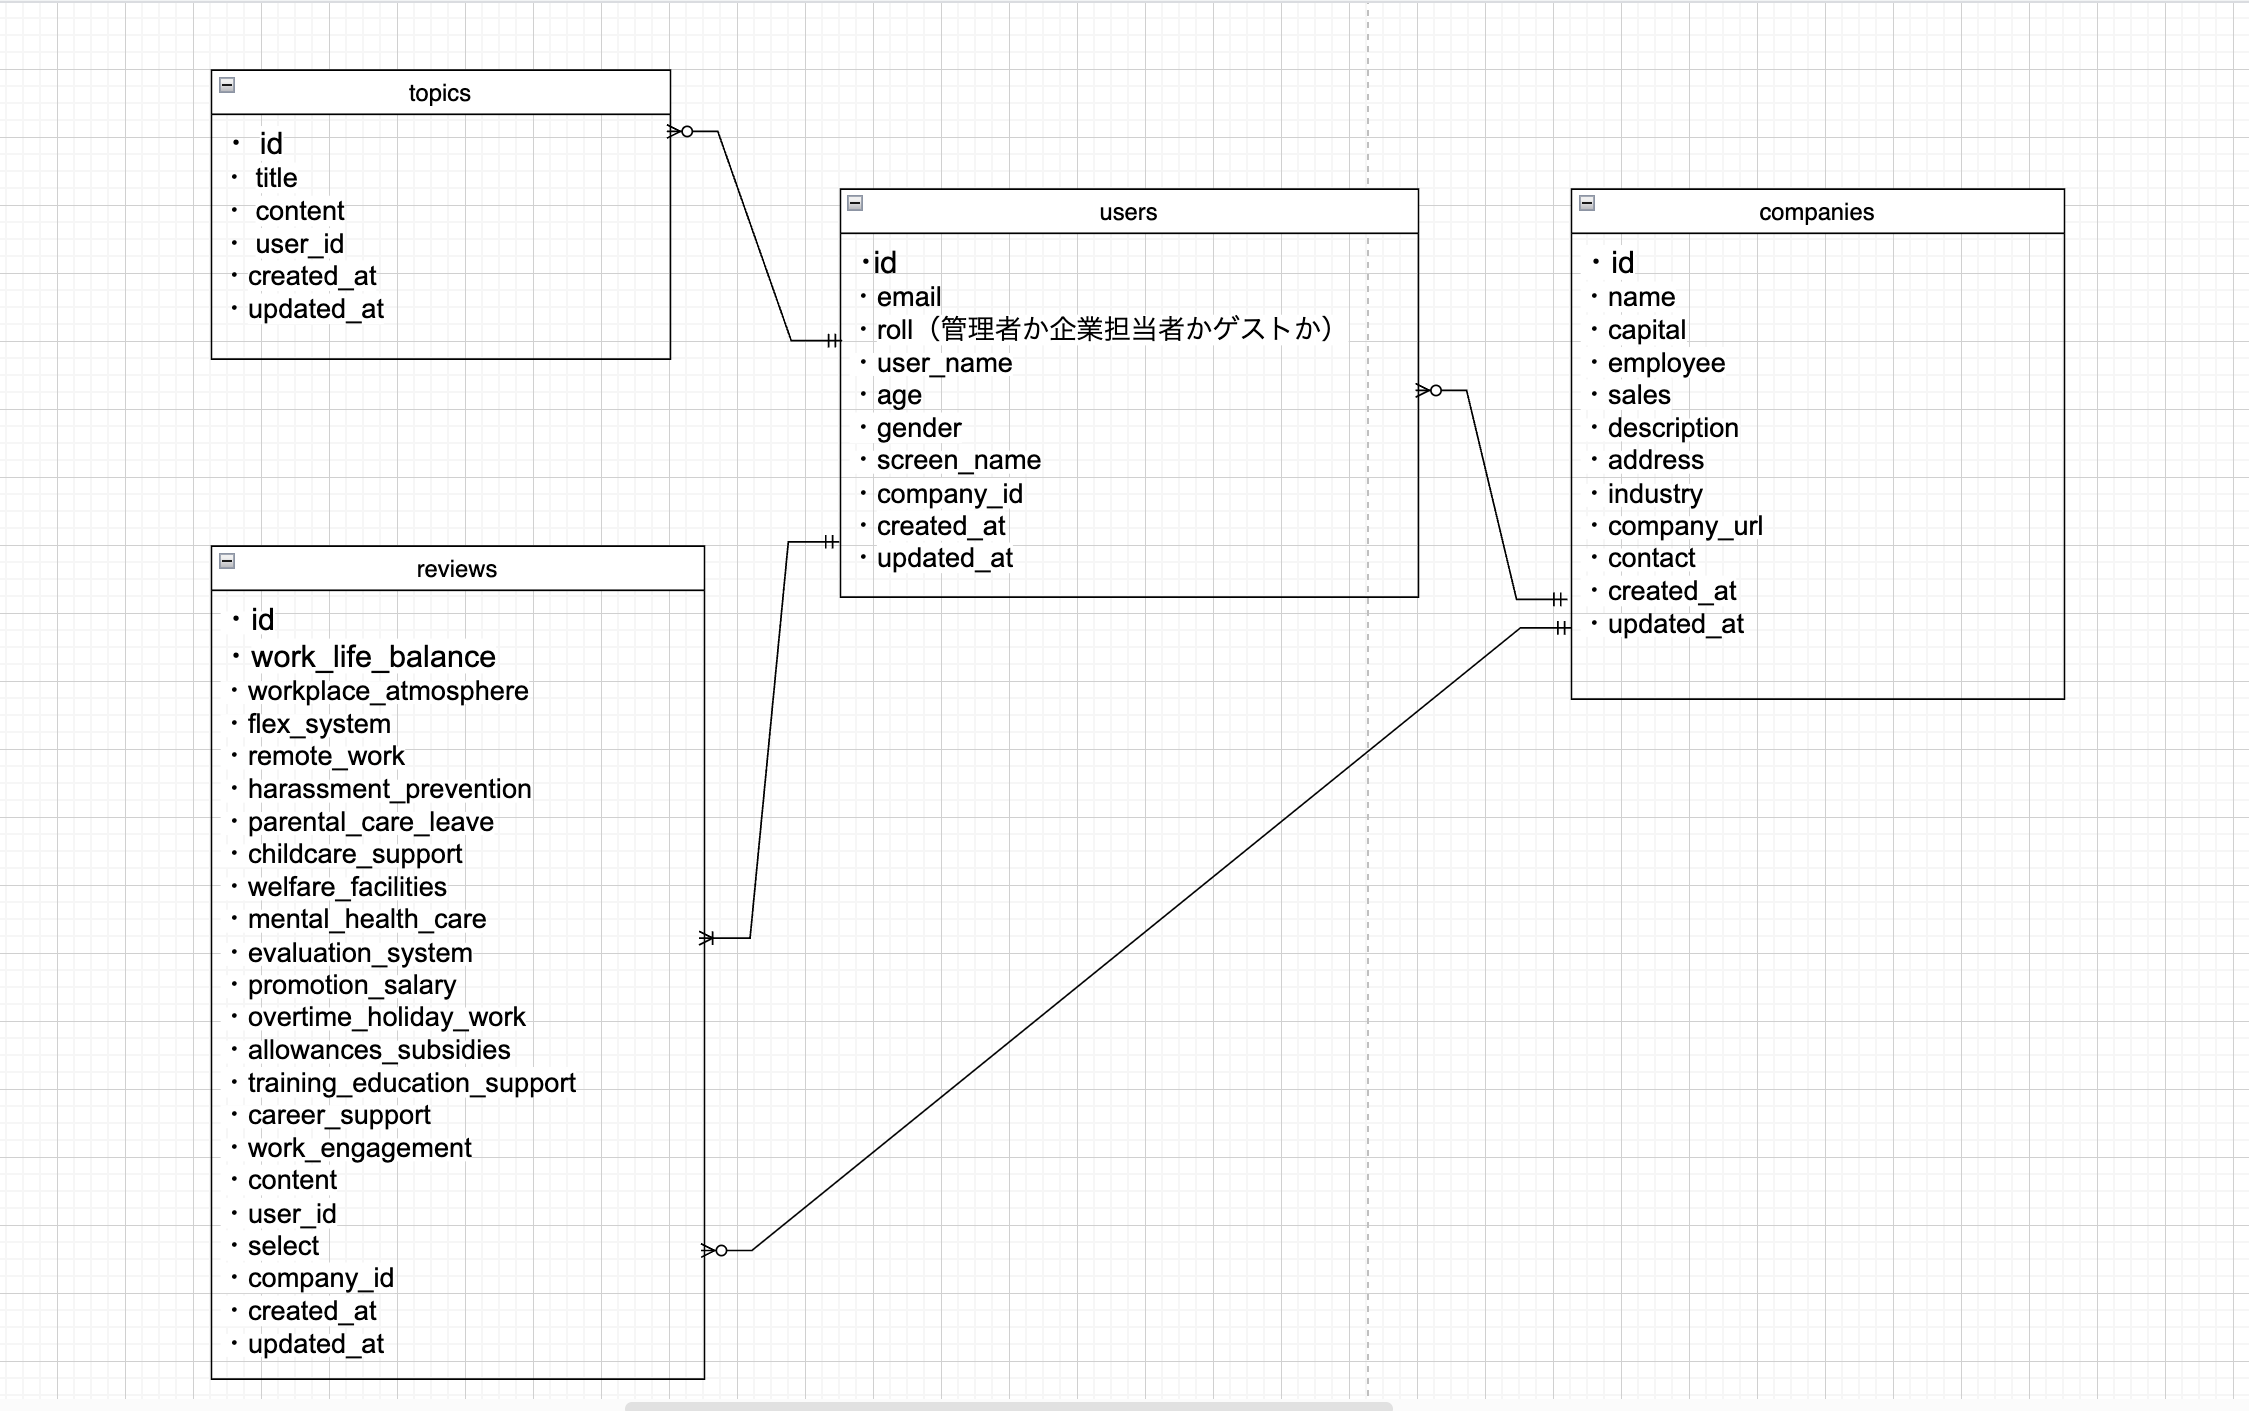 topics
・ id
・ title
・ content
・ user_id
・created_at
・updated_at
users
・id
・email
・roll（管理者か企業担当者かゲストか）
・user_name
・age
・gender
・screen_name
・company_id
・created_at
・updated_at
companies
・ id
・name
・capital
・employee
・sales
・description
・address
・industry
・company_url
・contact
・created_at
・updated_at
reviews
・id
・work_life_balance
・workplace_atmosphere
・flex_system
・remote_work
・harassment_prevention
・parental_care_leave
・childcare_support
・welfare_facilities
・mental_health_care
・evaluation_system
・promotion_salary
・overtime_holiday_work
・allowances_subsidies
・training_education_support
・career_support
・work_engagement
・content
・user_id
・select
・company_id
・created_at
・updated_at